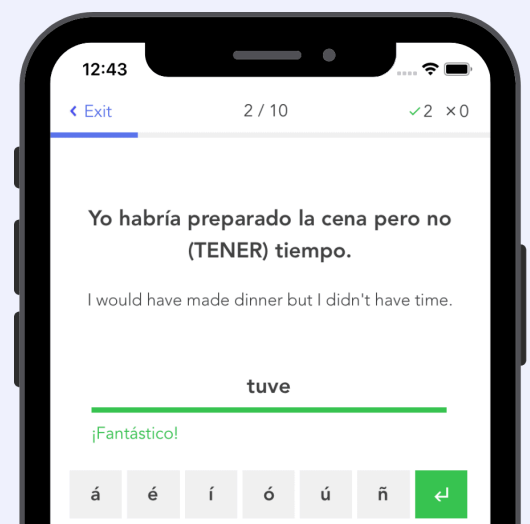 12:43
Exit 2 / 10 ✓2 ×0
Yo habría preparado la cena pero no
(TENER) tiempo.
I would have made dinner but I didn't have time.
tuve
¡Fantástico!
á é í ó ú ñ